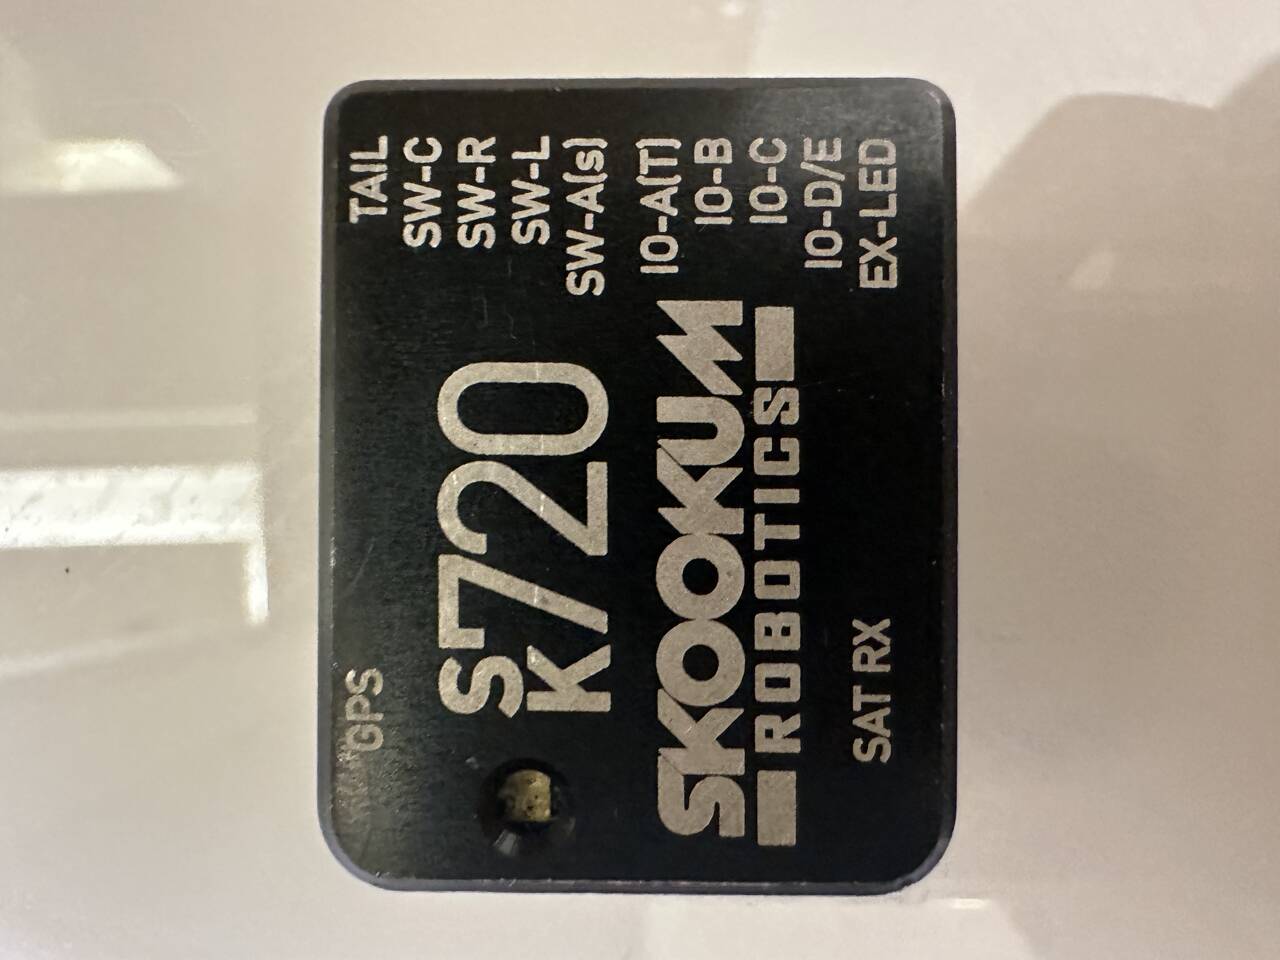 GPS
TAIL
SW-C
SW-R
SW-L
SW-A(s)
IO-A(T)
IO-B
IO-C
IO-D/E
EX-LED
SK720
SKOOKUM
ROBOTICS
SAT RX